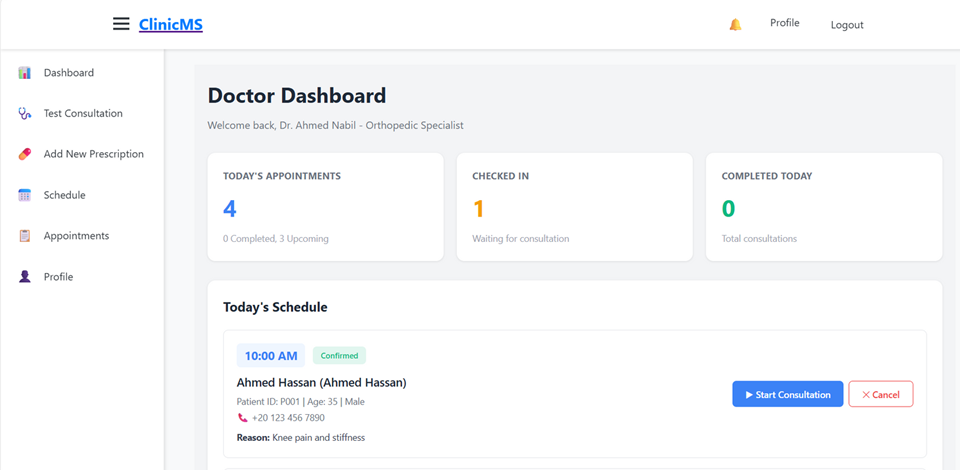 ClinicMS
Profile
Logout
Dashboard
Test Consultation
Add New Prescription
Schedule
Appointments
Profile
Doctor Dashboard
Welcome back, Dr. Ahmed Nabil - Orthopedic Specialist
TODAY'S APPOINTMENTS
4
0 Completed, 3 Upcoming
CHECKED IN
1
Waiting for consultation
COMPLETED TODAY
0
Total consultations
Today's Schedule
10:00 AM Confirmed
Ahmed Hassan (Ahmed Hassan)
Patient ID: P001 | Age: 35 | Male
+20 123 456 7890
Reason: Knee pain and stiffness
Start Consultation
Cancel